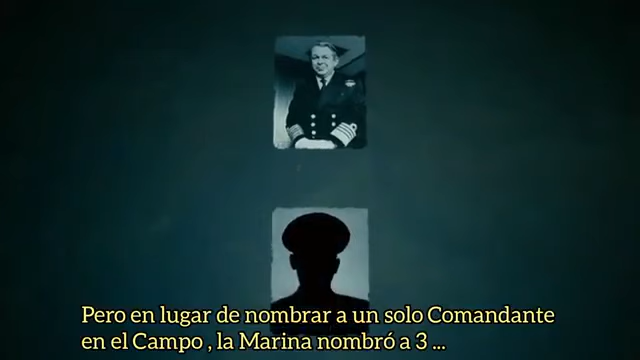 Pero en lugar de nombrar a un solo Comandante
en el Campo , la Marina nombró a 3 ...